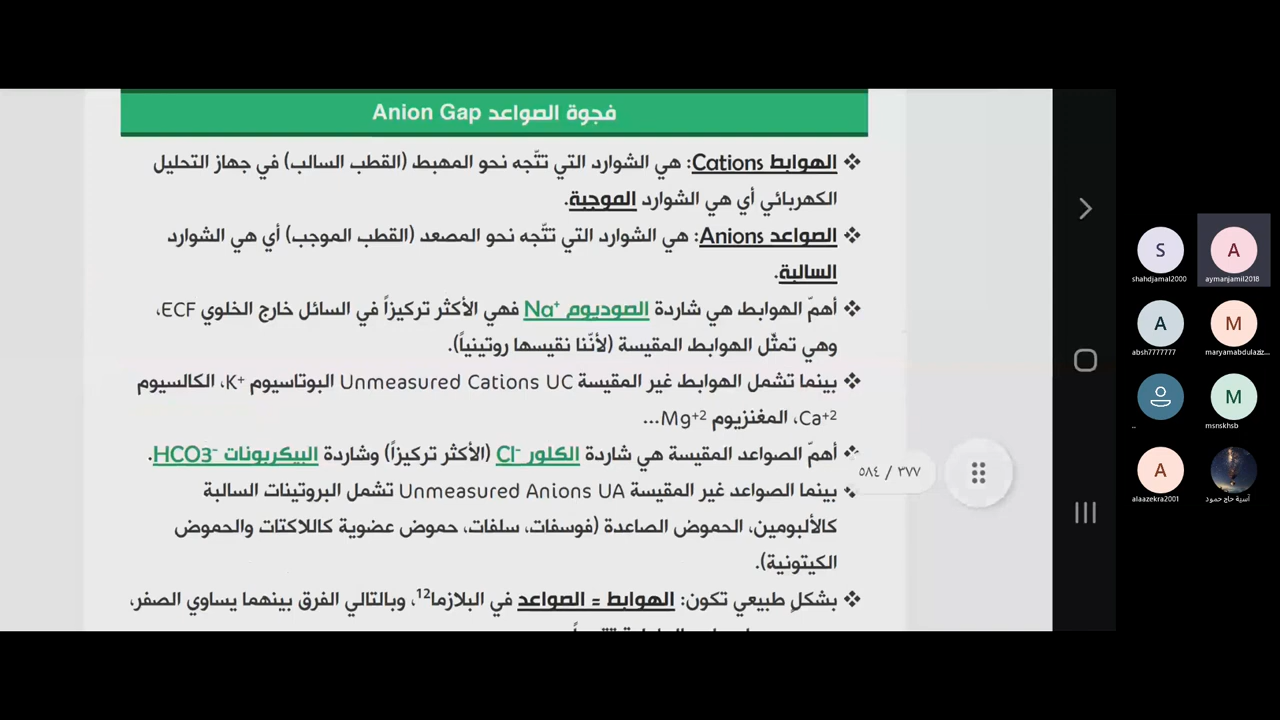 فجوة الصواعد Anion Gap
❖ الهوابط Cations: هي الشوارد التي تتّجه نحو المهبط (القطب السالب) في جهاز التحليل
الكهربائي أي هي الشوارد الموجبة.
❖ الصواعد Anions: هي الشوارد التي تتّجه نحو المصعد (القطب الموجب) أي هي الشوارد
السالبة.
❖ أهمّ الهوابط هي شاردة الصوديوم Na⁺ فهي الأكثر تركيزاً في السائل خارج الخلوي ECF،
وهي تمثّل الهوابط المقيسة (لأنّنا نقيسها روتينياً).
❖ بينما تشمل الهوابط غير المقيسة Unmeasured Cations UC البوتاسيوم K⁺، الكالسيوم
Ca⁺²، المغنزيوم Mg⁺²...
❖ أهمّ الصواعد المقيسة هي شاردة الكلور Cl⁻ (الأكثر تركيزاً) وشاردة البيكربونات HCO3⁻.
❖ بينما الصواعد غير المقيسة Unmeasured Anions UA تشمل البروتينات السالبة
كالألبومين، الحموض الصاعدة (فوسفات، سلفات، حموض عضوية كاللاكتات والحموض
الكيتونية).
❖ بشكلٍ طبيعي تكون: الهوابط = الصواعد في البلازما¹²، وبالتالي الفرق بينهما يساوي الصفر،
٣٧٧ / ٥٨٤
S
shahdjamal2000
A
aymanjamil2018
A
absh7777777
M
maryamabdulaziz...
..
M
msnskhsb
A
alaazekra2001
آسية حاج حمود